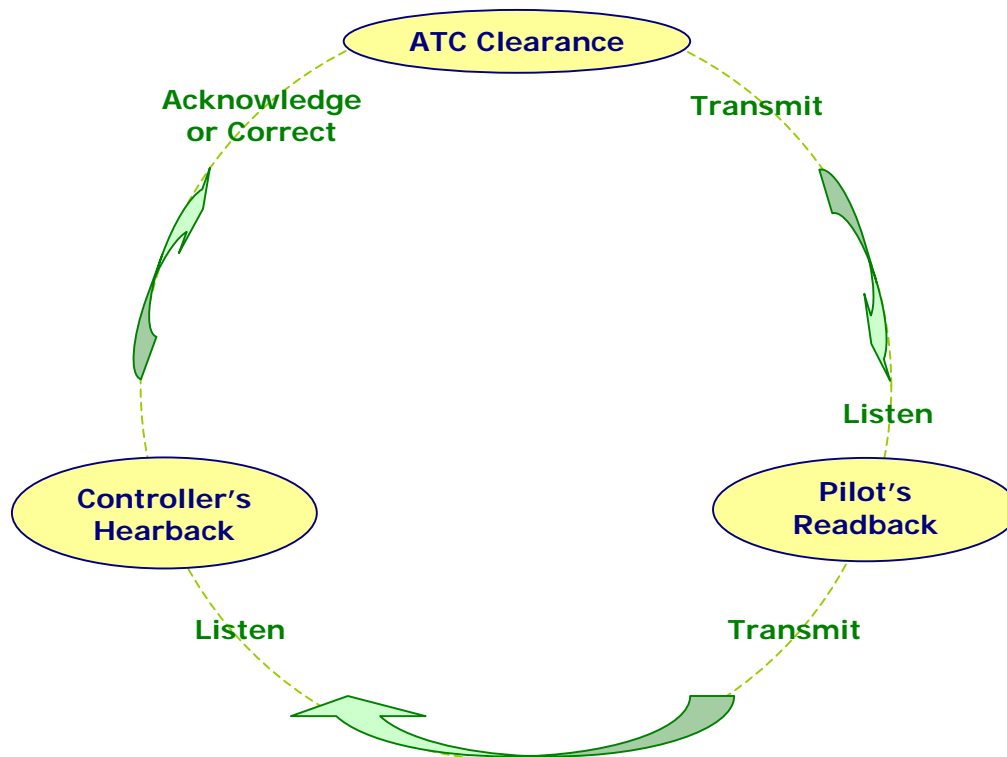 ATC Clearance
Acknowledge
or Correct
Transmit
Listen
Controller's
Hearback
Pilot's
Readback
Listen
Transmit